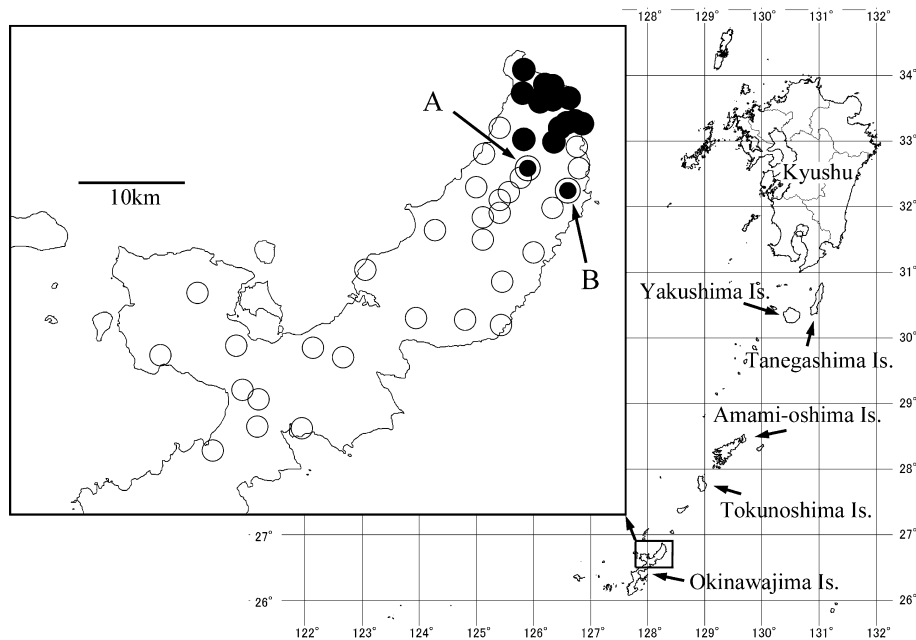 128° 129° 130° 131° 132°
34°
A
33°
Kyushu
10km
32°
31°
B
Yakushima Is.
30°
Tanegashima Is.
29°
Amami-oshima Is.
28°
Tokunoshima Is.
27° 27°
Okinawajima Is.
26° 26°
122° 123° 124° 125° 126° 127° 128° 129° 130° 131° 132°